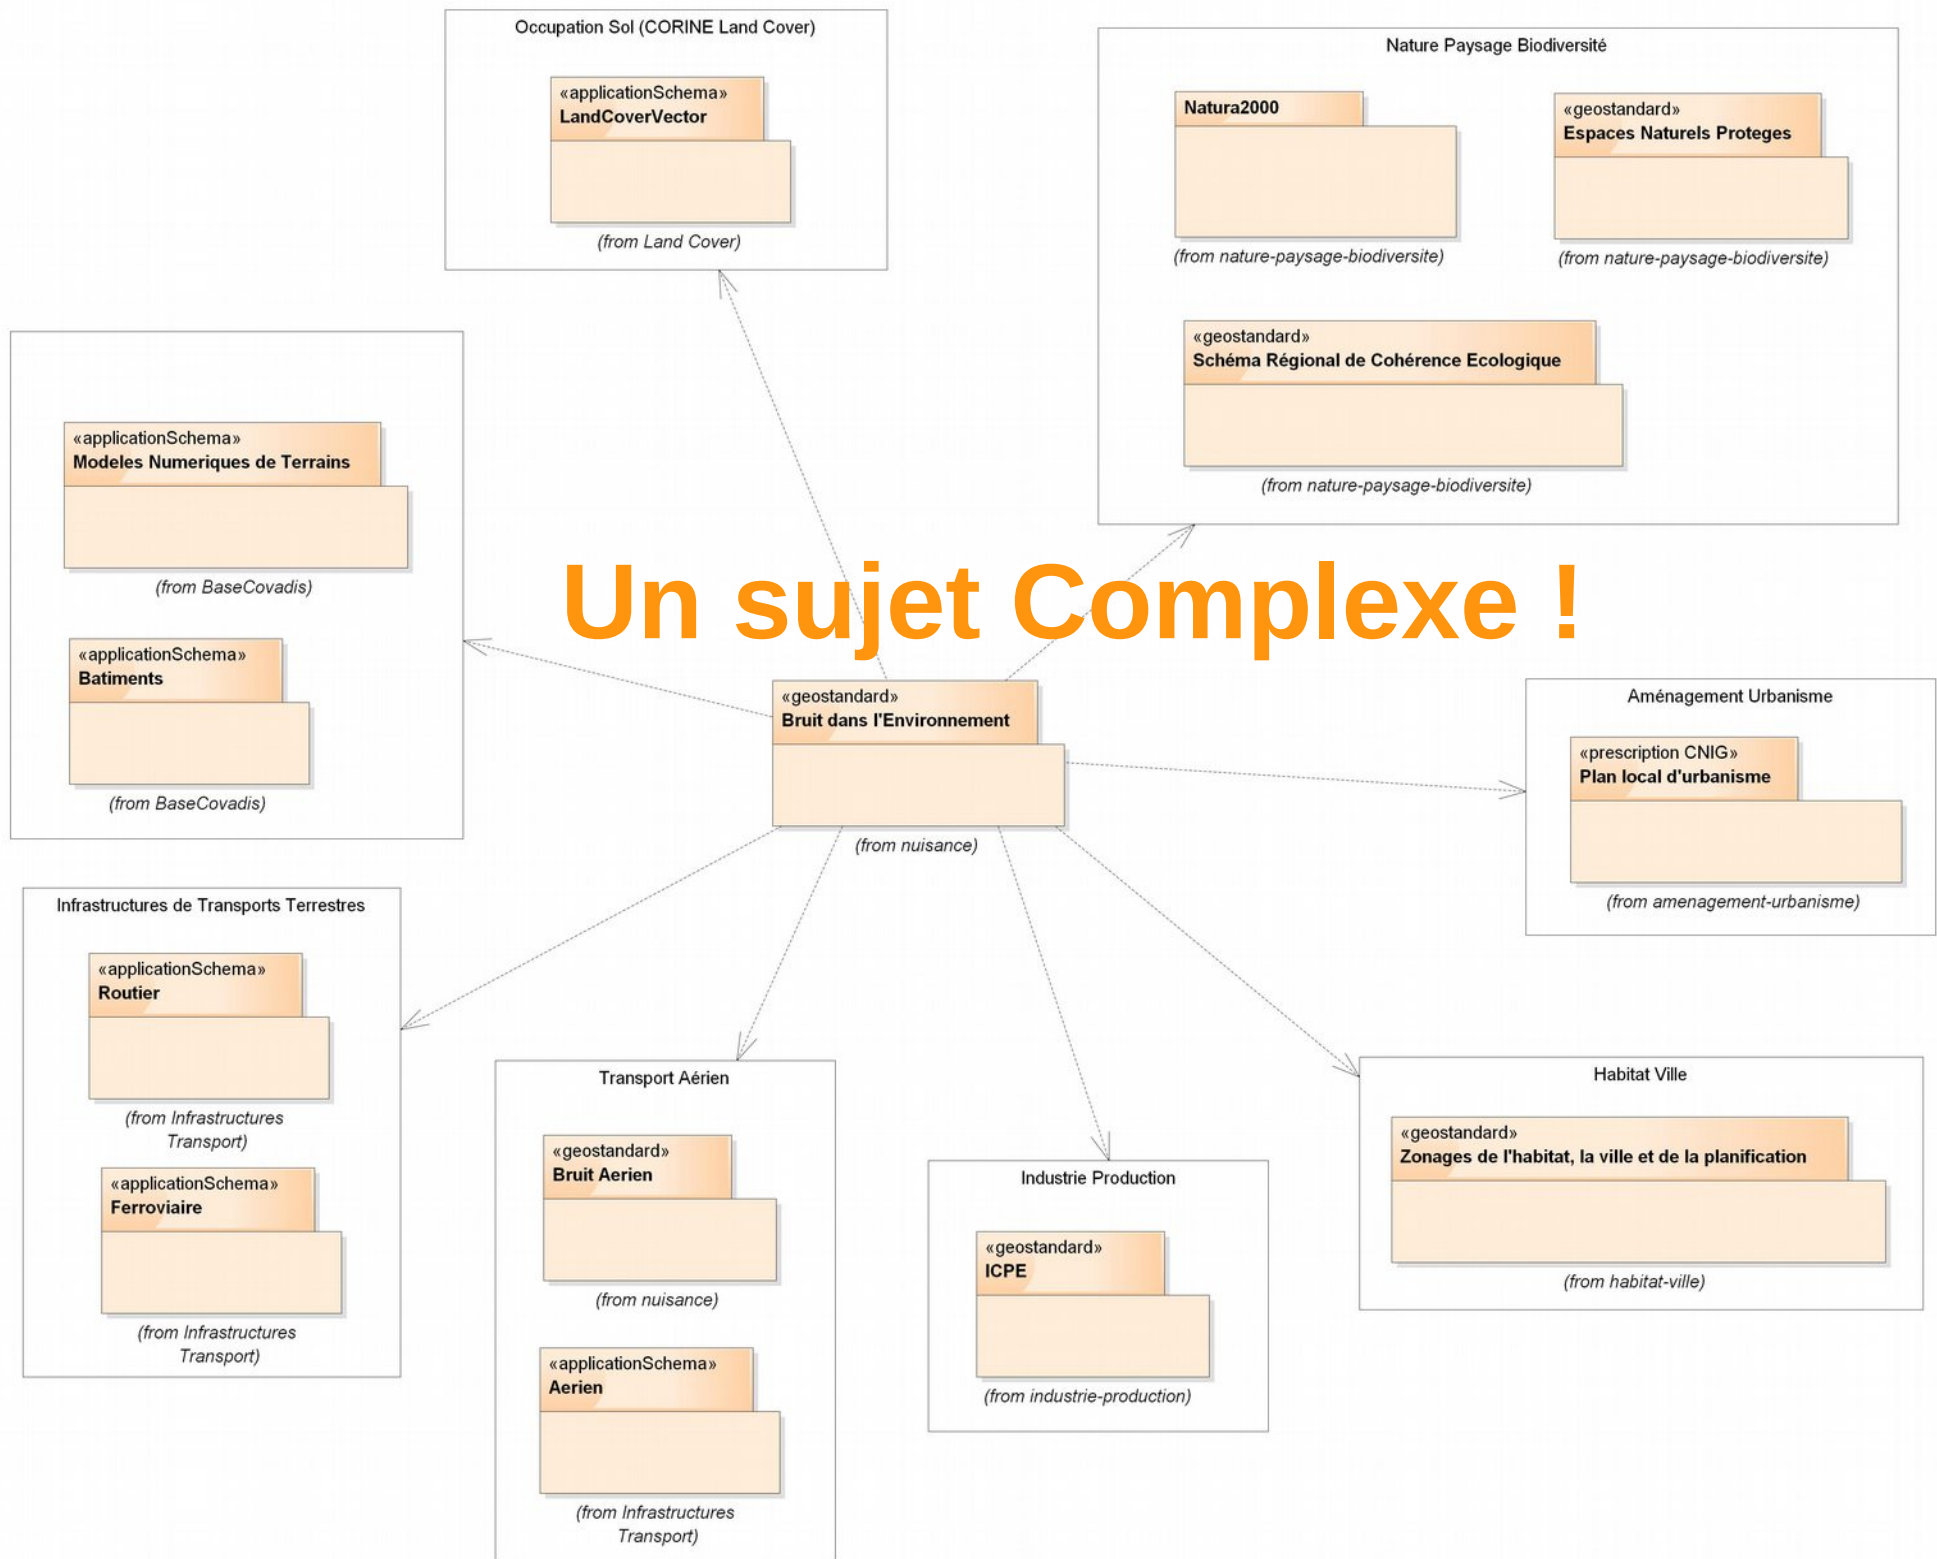 Occupation Sol (CORINE Land Cover)
«applicationSchema»
LandCoverVector
(from Land Cover)
Nature Paysage Biodiversité
Natura2000
(from nature-paysage-biodiversite)
«geostandard»
Espaces Naturels Proteges
(from nature-paysage-biodiversite)
«geostandard»
Schéma Régional de Cohérence Ecologique
(from nature-paysage-biodiversite)
«applicationSchema»
Modeles Numeriques de Terrains
(from BaseCovadis)
«applicationSchema»
Batiments
(from BaseCovadis)
Un sujet Complexe !
«geostandard»
Bruit dans l'Environnement
(from nuisance)
Aménagement Urbanisme
«prescription CNIG»
Plan local d'urbanisme
(from amenagement-urbanisme)
Infrastructures de Transports Terrestres
«applicationSchema»
Routier
(from Infrastructures
Transport)
«applicationSchema»
Ferroviaire
(from Infrastructures
Transport)
Transport Aérien
«geostandard»
Bruit Aerien
(from nuisance)
«applicationSchema»
Aerien
(from Infrastructures
Transport)
Industrie Production
«geostandard»
ICPE
(from industrie-production)
Habitat Ville
«geostandard»
Zonages de l'habitat, la ville et de la planification
(from habitat-ville)